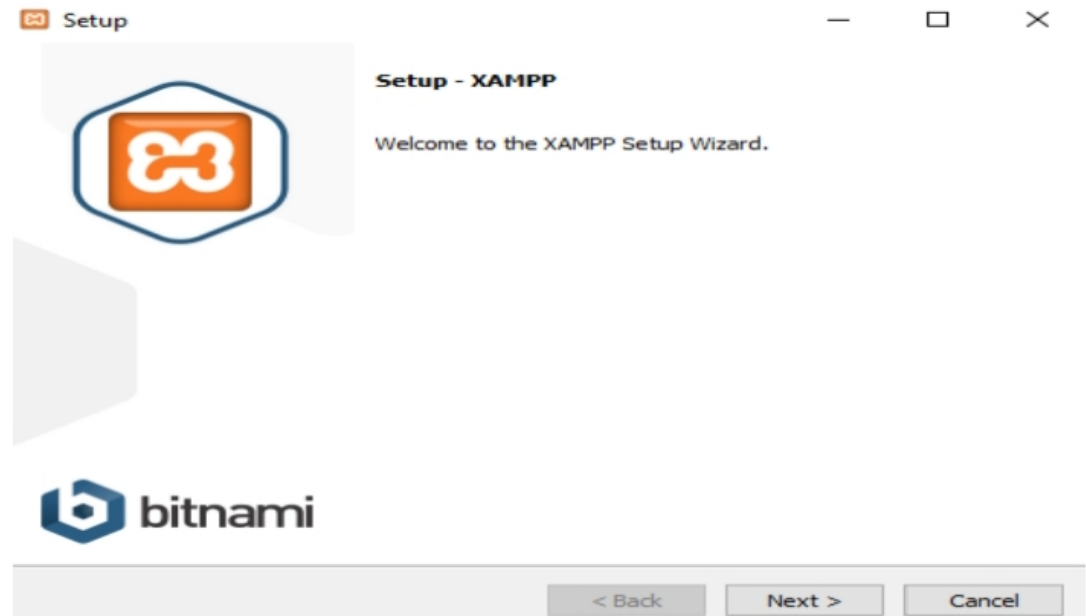 Setup
Setup - XAMPP
Welcome to the XAMPP Setup Wizard.
bitnami
< Back
Next >
Cancel